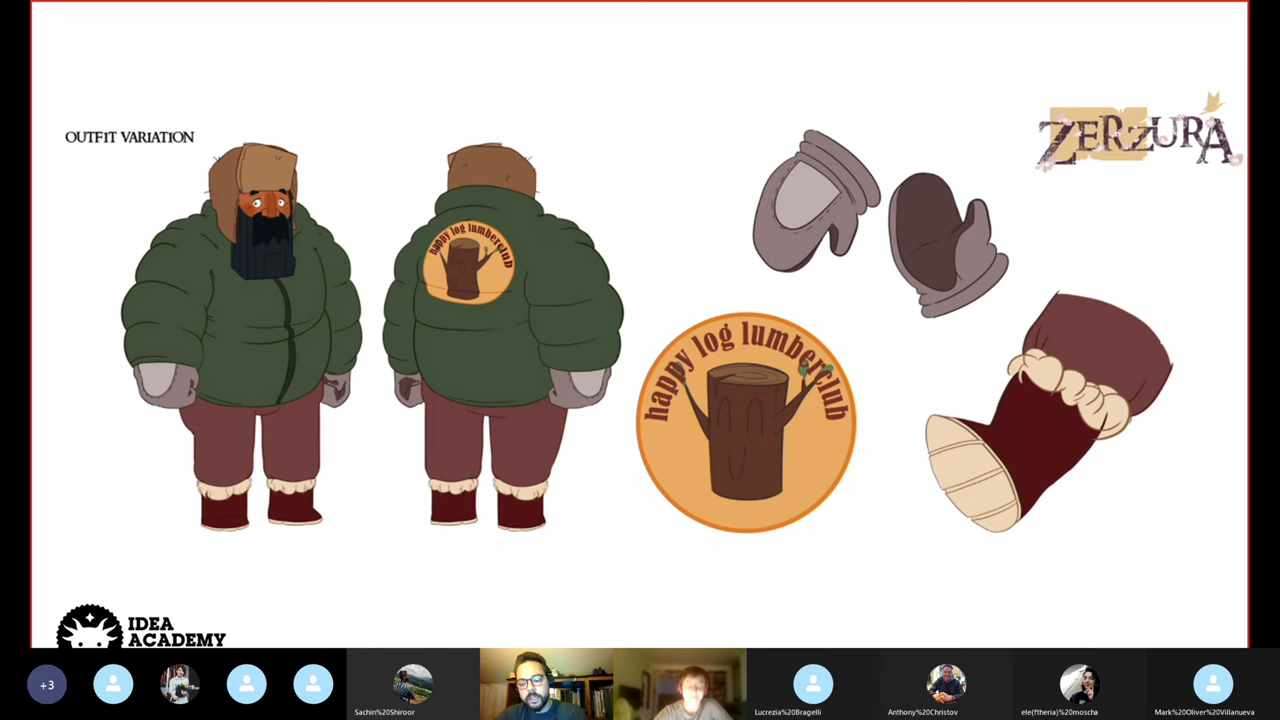 OUTFIT VARIATION
ZERZURA
happy log lumberclub
happy log lumberclub
IDEA
ACADEMY
+3
Sachin%20Shiroor
Lucrezia%20Bragelli
Anthony%20Christov
ele(ftheria)%20moscha
Mark%20Oliver%20Villanueva